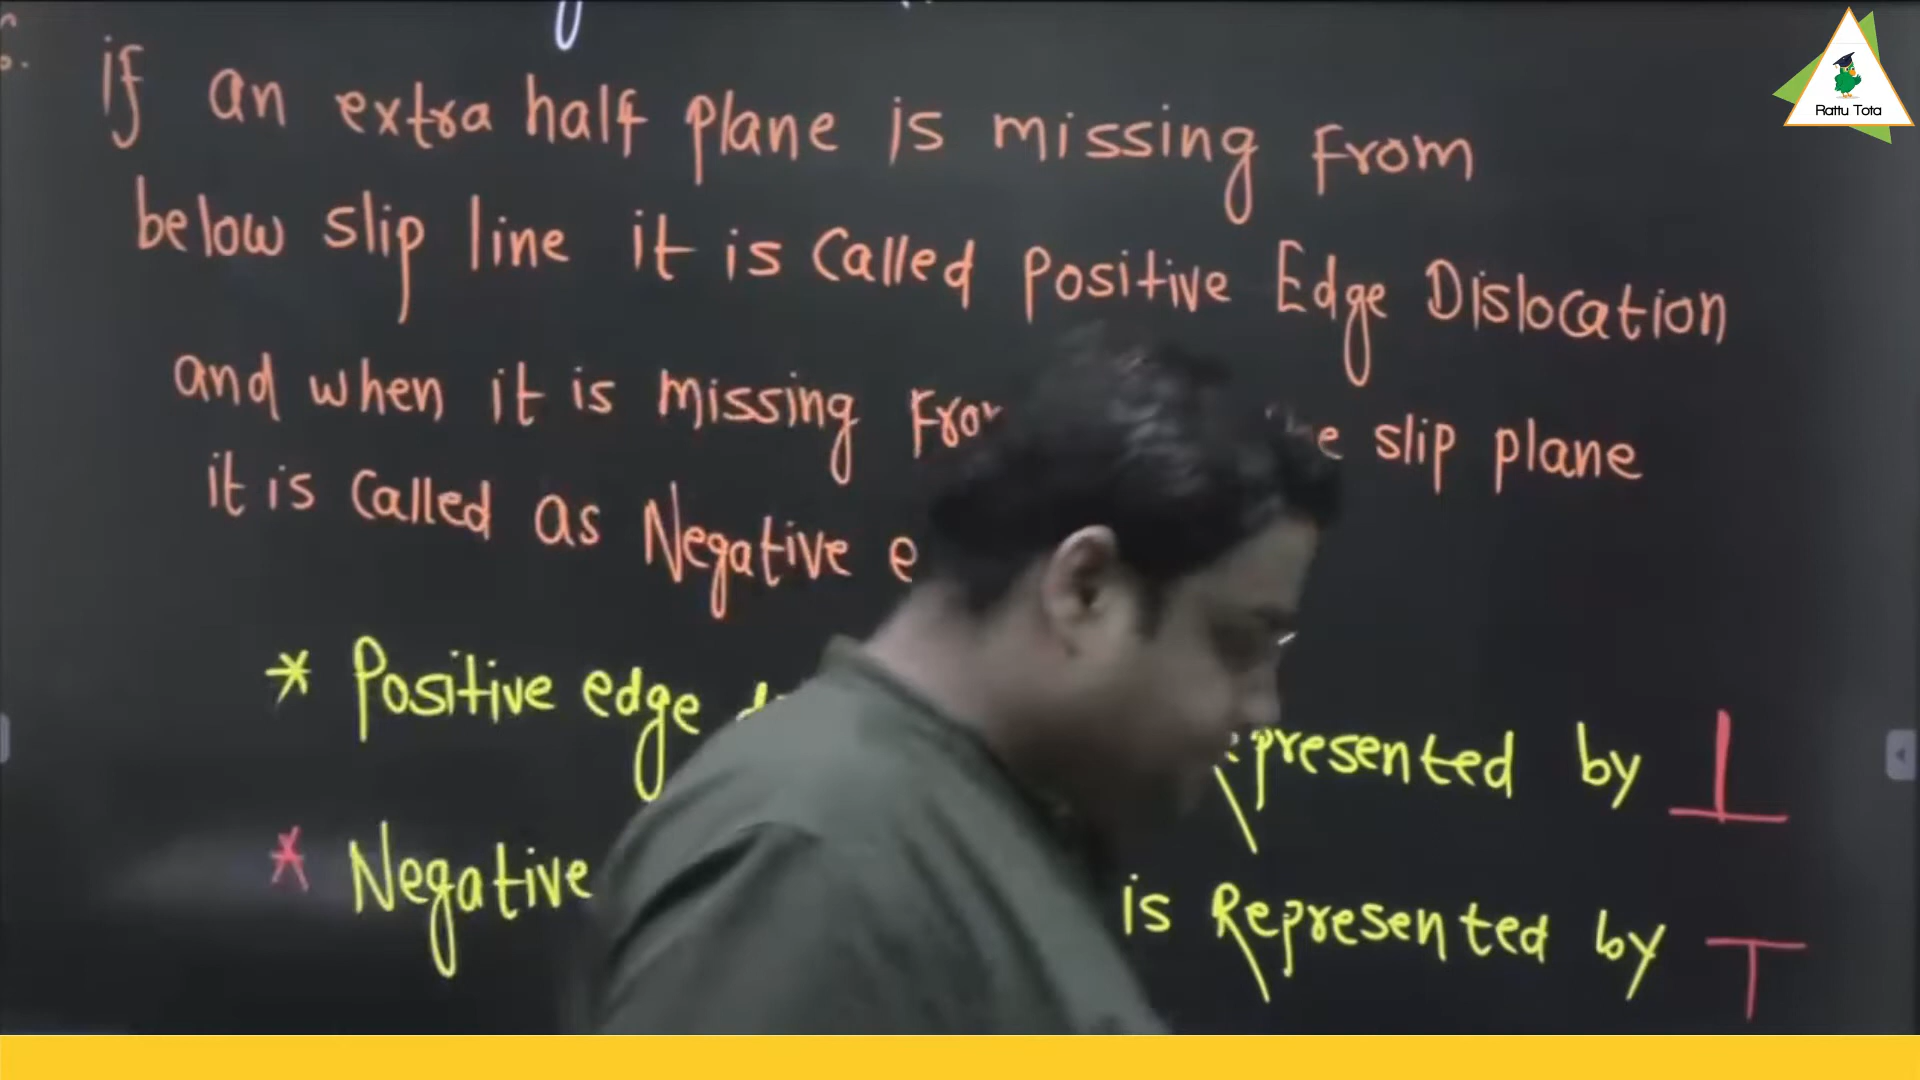 if an extra half plane is missing From
below slip line it is called positive Edge Dislocation
and when it is missing slip plane
it is called as Negative
* Positive edge by ⊥
* Negative is Represented by T
Rattu Tota